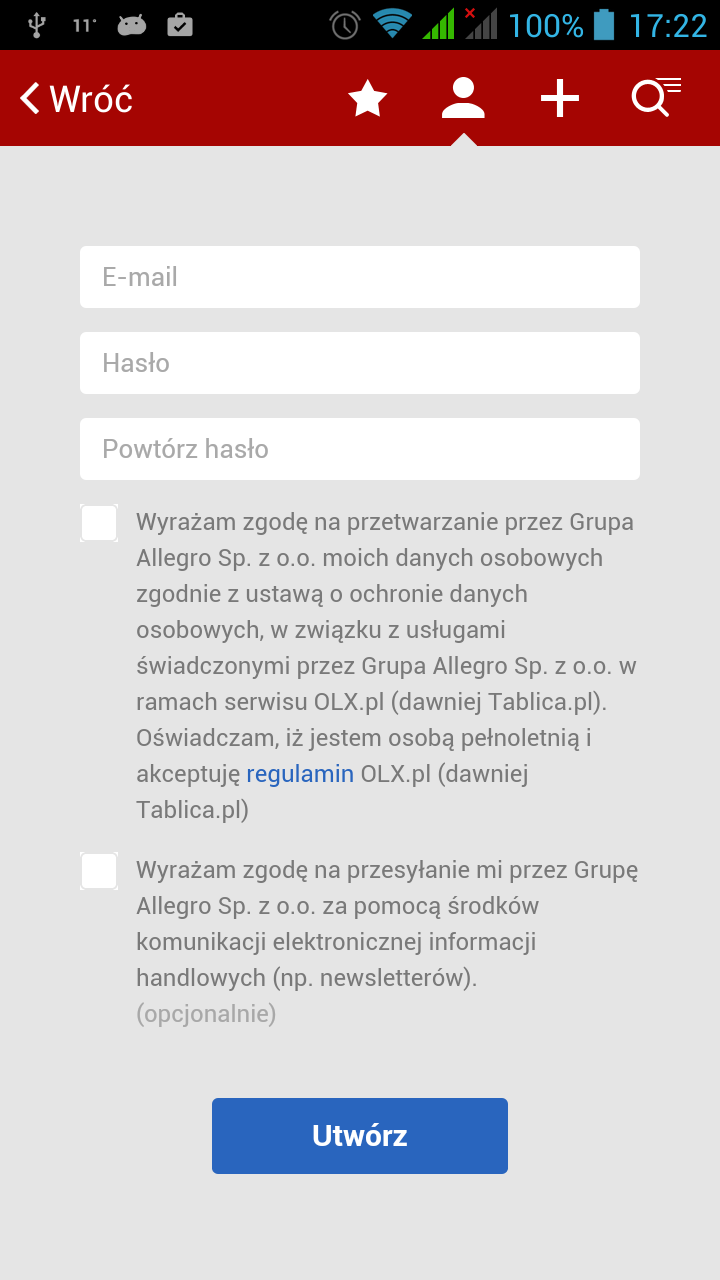 11° 100% 17:22
Wróć
E-mail
Hasło
Powtórz hasło
Wyrażam zgodę na przetwarzanie przez Grupa
Allegro Sp. z o.o. moich danych osobowych
zgodnie z ustawą o ochronie danych
osobowych, w związku z usługami
świadczonymi przez Grupa Allegro Sp. z o.o. w
ramach serwisu OLX.pl (dawniej Tablica.pl).
Oświadczam, iż jestem osobą pełnoletnią i
akceptuję regulamin OLX.pl (dawniej
Tablica.pl)
Wyrażam zgodę na przesyłanie mi przez Grupę
Allegro Sp. z o.o. za pomocą środków
komunikacji elektronicznej informacji
handlowych (np. newsletterów).
(opcjonalnie)
Utwórz